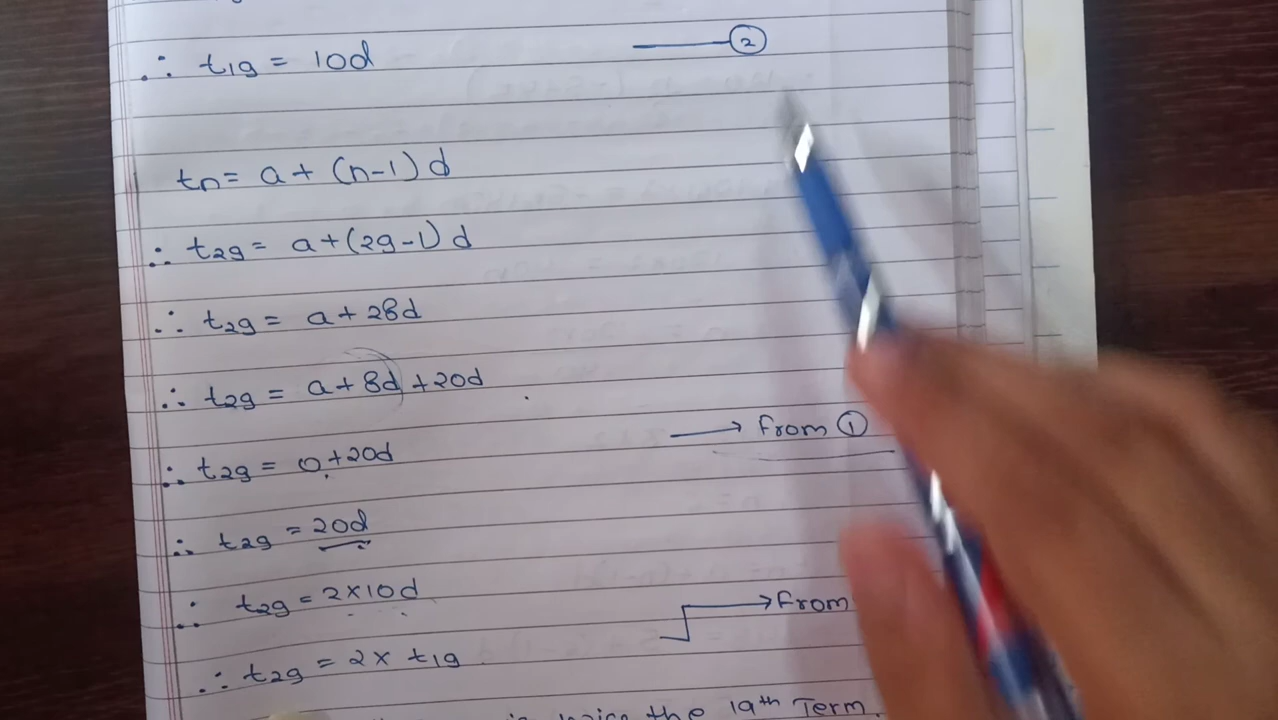 ∴ t₁₉ = 10d ——②
tn = a + (n-1) d
∴ t₂₉ = a + (29-1) d
∴ t₂₉ = a + 28d
∴ t₂₉ = a + 8d + 20d
∴ t₂₉ = 0 + 20d → from ①
∴ t₂₉ = 20d
∴ t₂₉ = 2 × 10d
∴ t₂₉ = 2 × t₁₉ → from
the 19th Term.